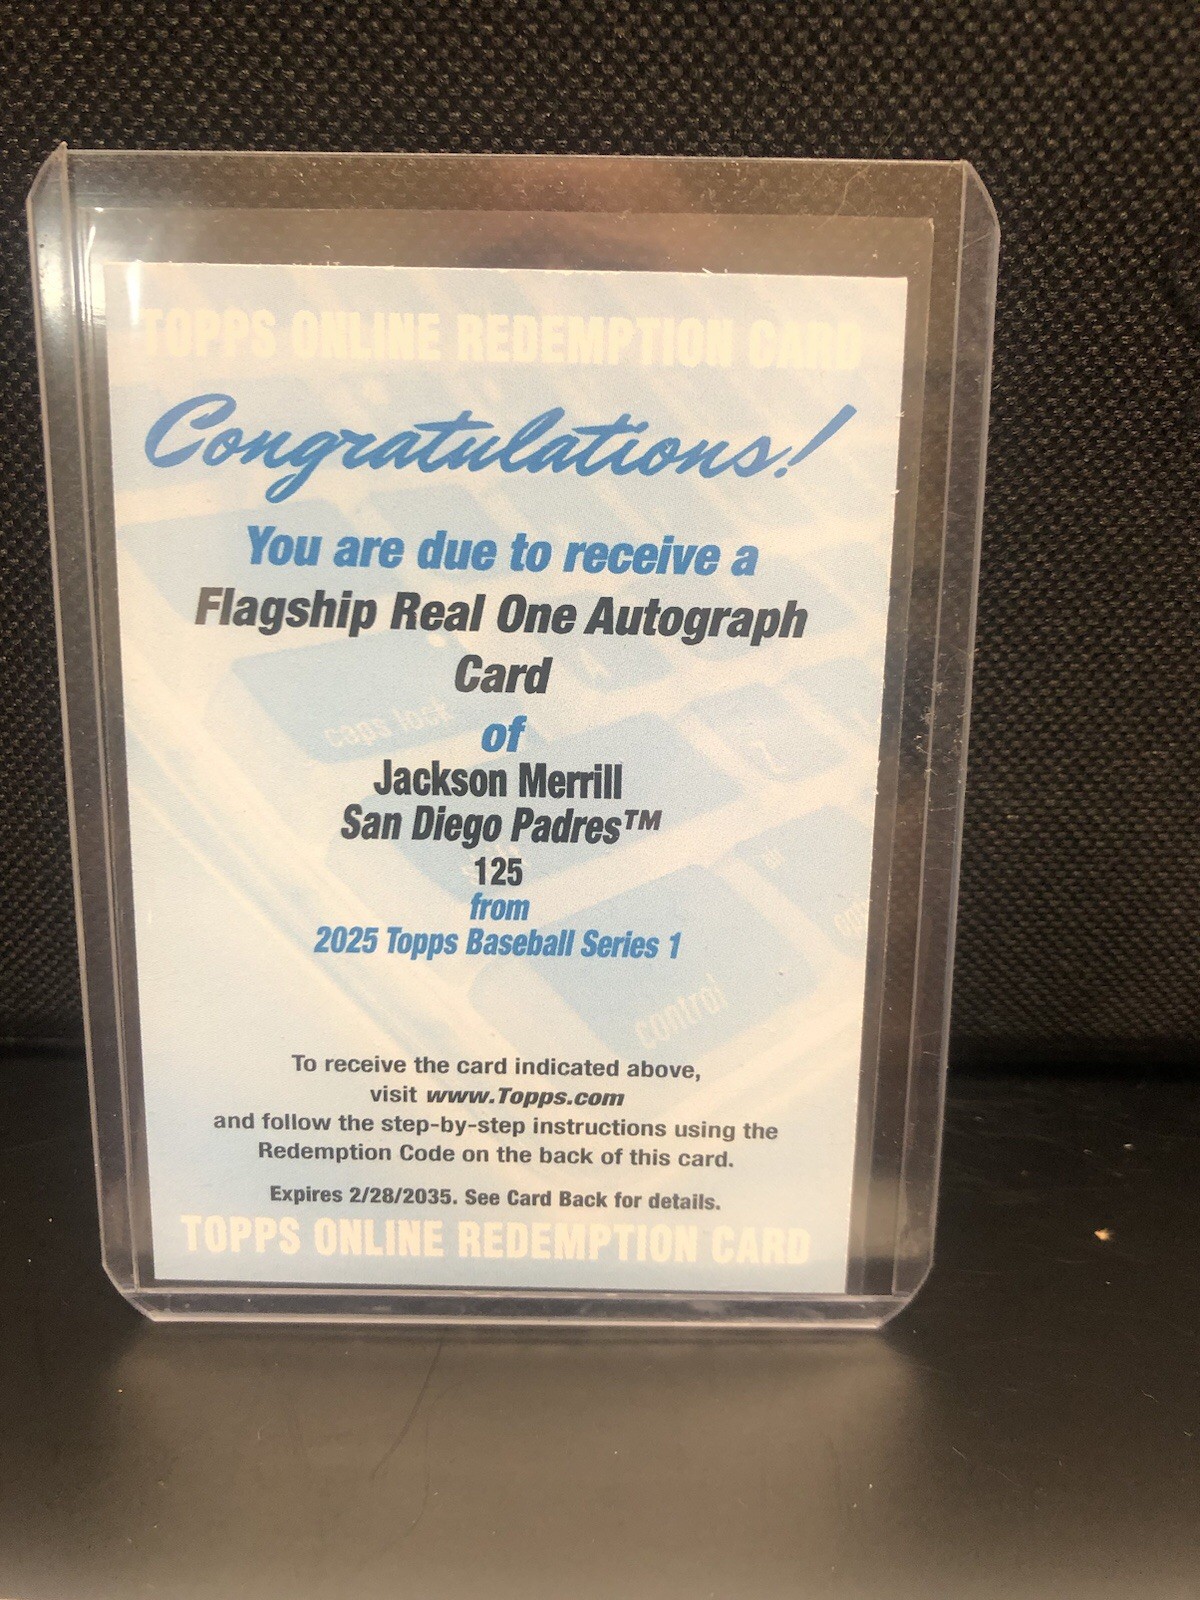 TOPPS ONLINE REDEMPTION CARD
Congratulations!
You are due to receive a
Flagship Real One Autograph
Card
of
Jackson Merrill
San Diego Padres™
125
from
2025 Topps Baseball Series 1
caps lock
A
Z
control
To receive the card indicated above,
visit www.Topps.com
and follow the step-by-step instructions using the
Redemption Code on the back of this card.
Expires 2/28/2035. See Card Back for details.
TOPPS ONLINE REDEMPTION CARD